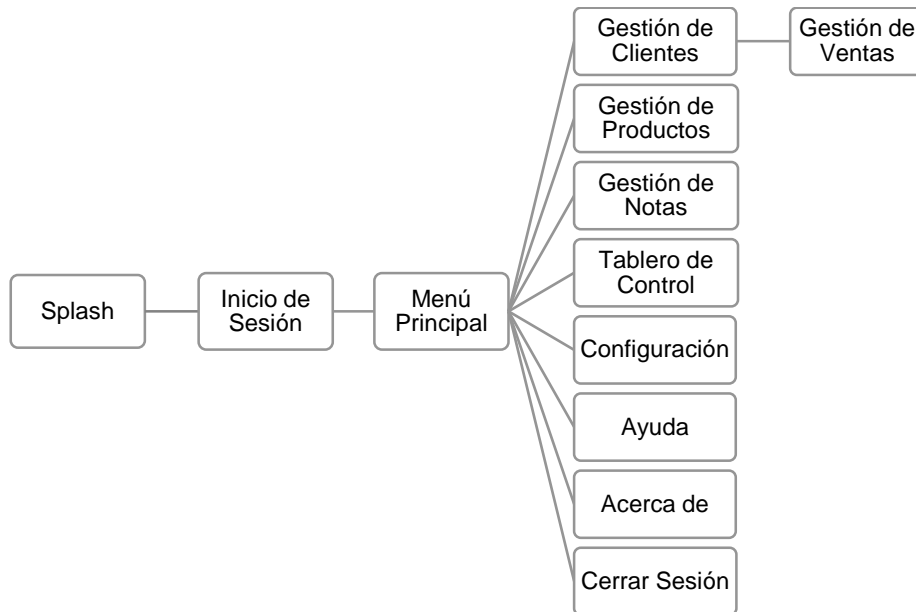 Splash
Inicio de
Sesión
Menú
Principal
Gestión de
Clientes
Gestión de
Ventas
Gestión de
Productos
Gestión de
Notas
Tablero de
Control
Configuración
Ayuda
Acerca de
Cerrar Sesión